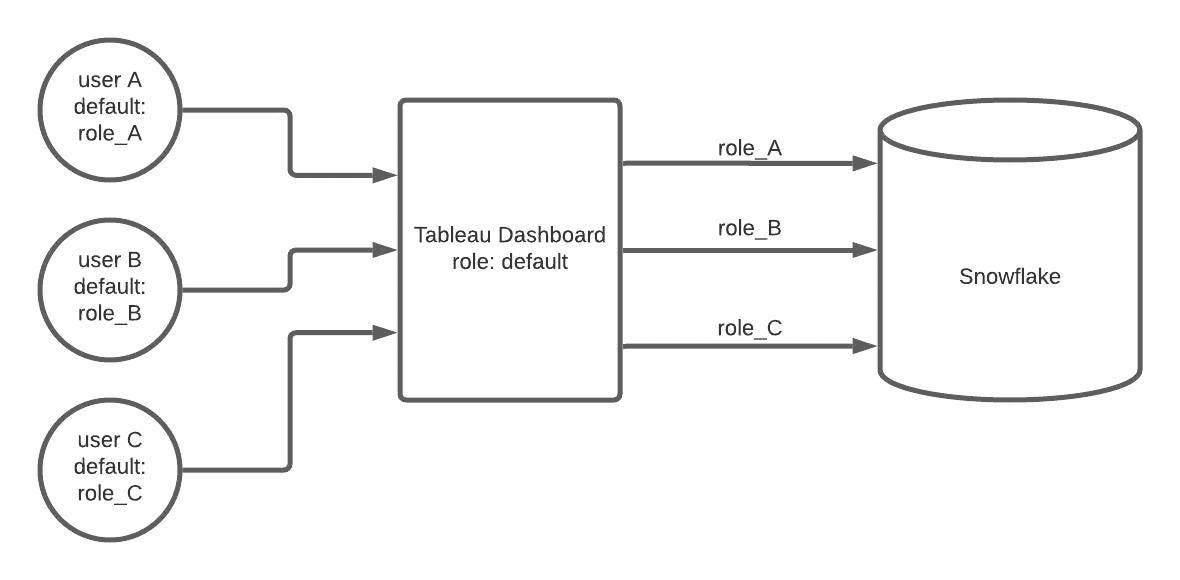 user A
default:
role_A
user B
default:
role_B
user C
default:
role_C
Tableau Dashboard
role: default
role_A
role_B
role_C
Snowflake